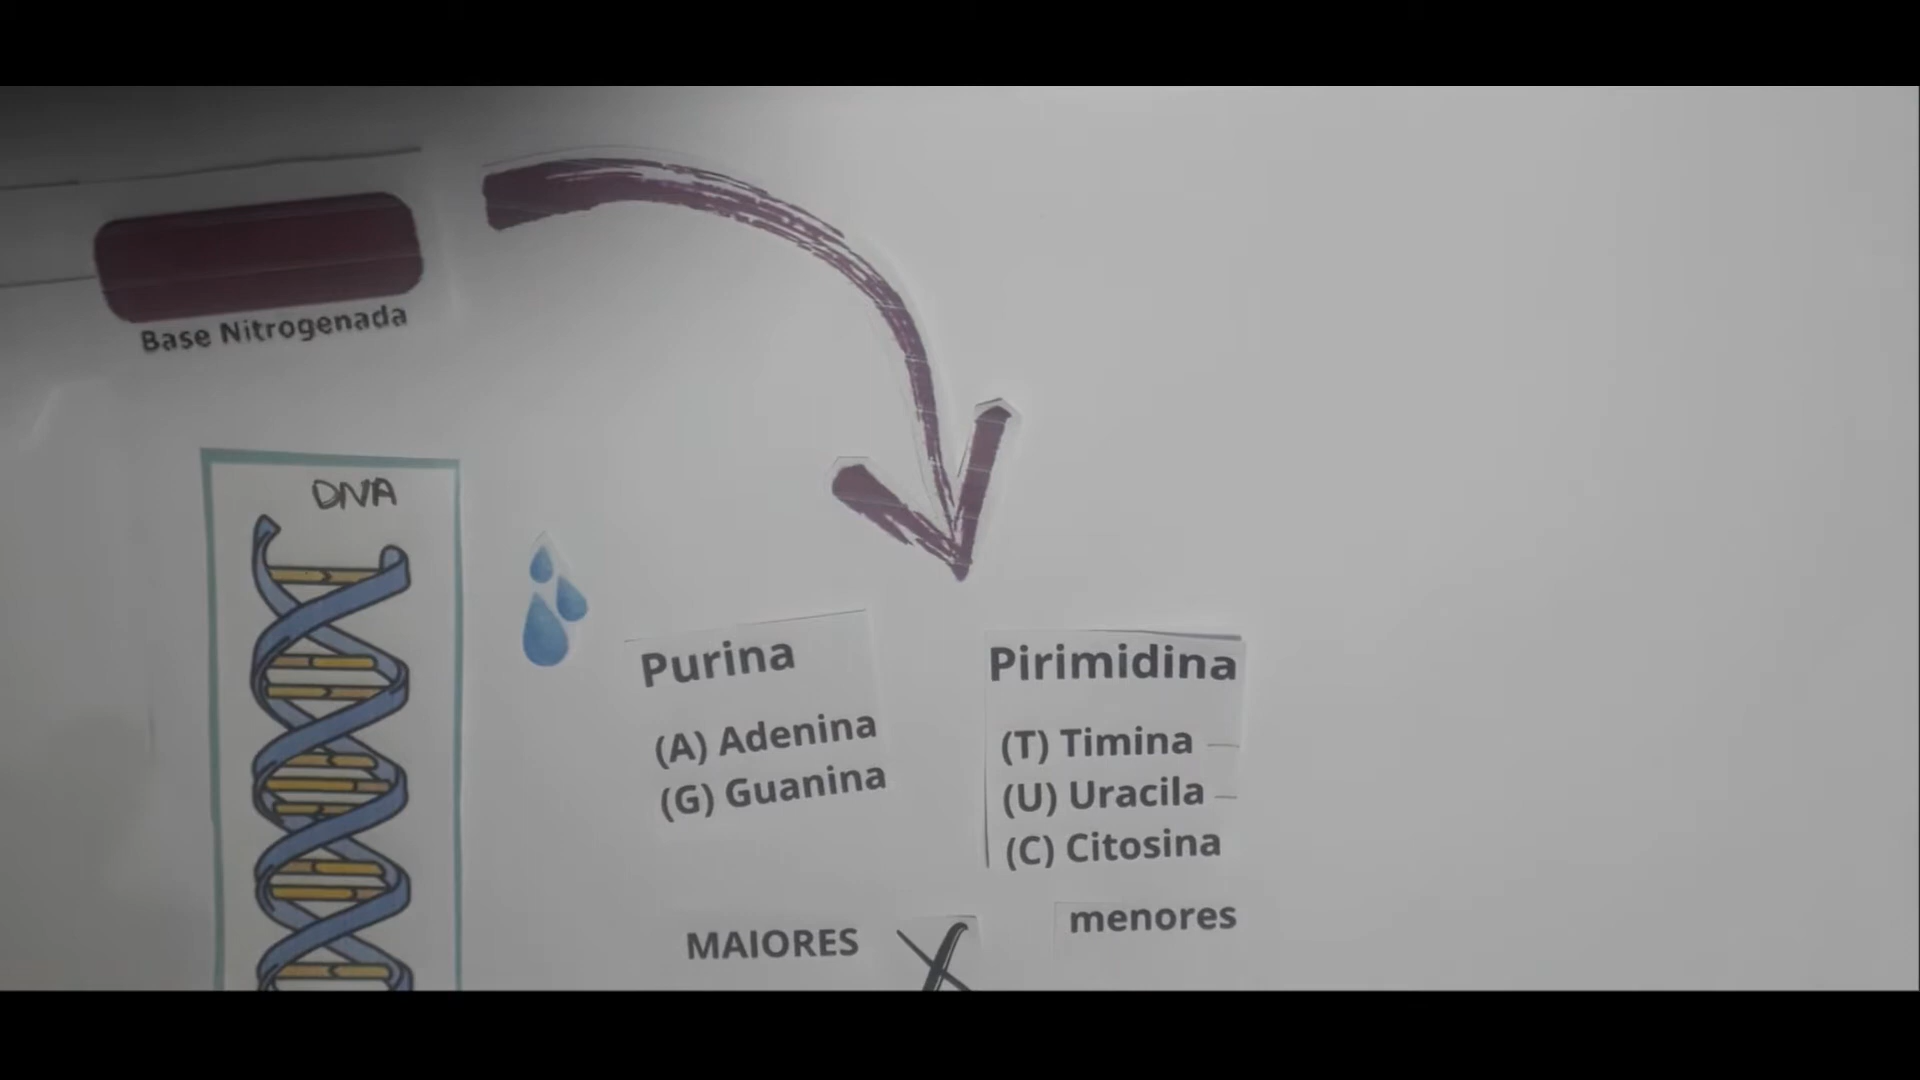 Base Nitrogenada
DNA
Purina
(A) Adenina
(G) Guanina
MAIORES
Pirimidina
(T) Timina
(U) Uracila
(C) Citosina
menores